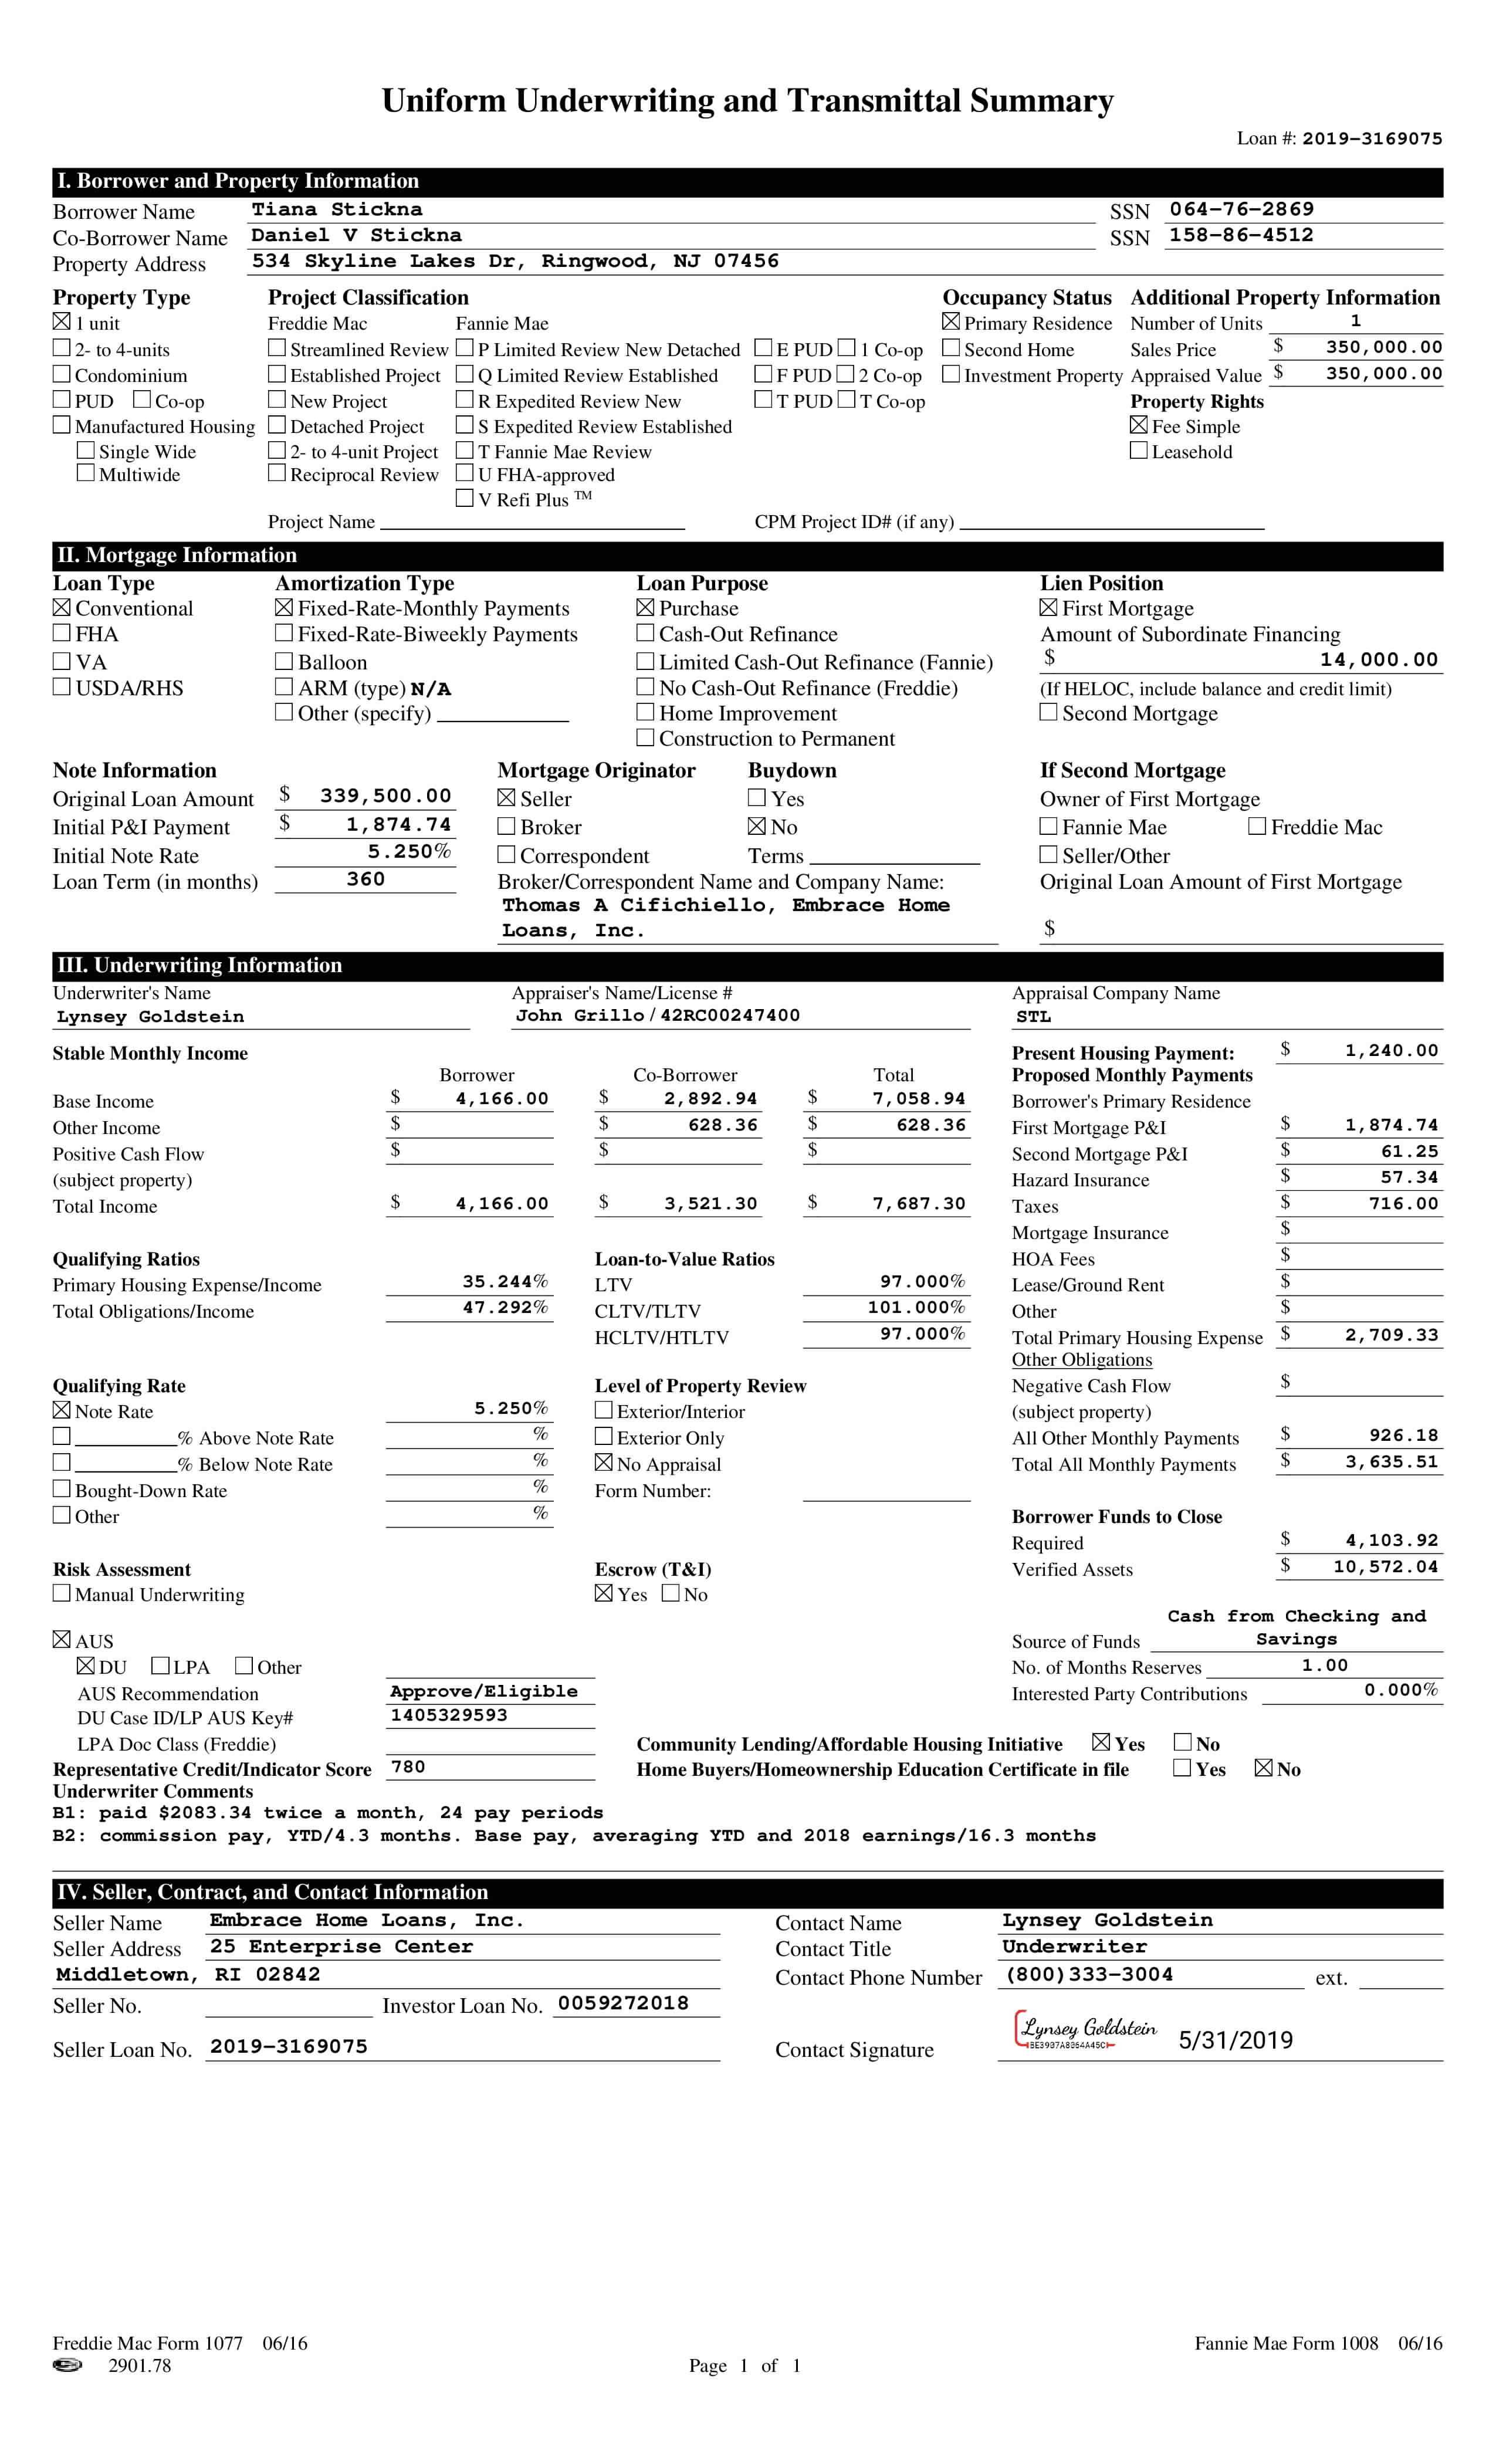 Uniform Underwriting and Transmittal Summary
Loan #: 2019-3169075
I. Borrower and Property Information
Borrower Name Tiana Stickna SSN 064-76-2869
Co-Borrower Name Daniel V Stickna SSN 158-86-4512
Property Address 534 Skyline Lakes Dr, Ringwood, NJ 07456
Property Type Project Classification Occupancy Status Additional Property Information
☒ 1 unit Freddie Mac Fannie Mae ☒ Primary Residence Number of Units 1
☐ 2- to 4-units ☐ Streamlined Review ☐ P Limited Review New Detached ☐ E PUD ☐ 1 Co-op ☐ Second Home Sales Price $ 350,000.00
☐ Condominium ☐ Established Project ☐ Q Limited Review Established ☐ F PUD ☐ 2 Co-op ☐ Investment Property Appraised Value $ 350,000.00
☐ PUD ☐ Co-op ☐ New Project ☐ R Expedited Review New ☐ T PUD ☐ T Co-op Property Rights
☐ Manufactured Housing ☐ Detached Project ☐ S Expedited Review Established ☒ Fee Simple
☐ Single Wide ☐ 2- to 4-unit Project ☐ T Fannie Mae Review ☐ Leasehold
☐ Multiwide ☐ Reciprocal Review ☐ U FHA-approved
☐ V Refi Plus TM
Project Name CPM Project ID# (if any)
II. Mortgage Information
Loan Type Amortization Type Loan Purpose Lien Position
☒ Conventional ☒ Fixed-Rate-Monthly Payments ☒ Purchase ☒ First Mortgage
☐ FHA ☐ Fixed-Rate-Biweekly Payments ☐ Cash-Out Refinance Amount of Subordinate Financing
☐ VA ☐ Balloon ☐ Limited Cash-Out Refinance (Fannie) $ 14,000.00
☐ USDA/RHS ☐ ARM (type) N/A ☐ No Cash-Out Refinance (Freddie) (If HELOC, include balance and credit limit)
☐ Other (specify) ☐ Home Improvement ☐ Second Mortgage
☐ Construction to Permanent
Note Information Mortgage Originator Buydown If Second Mortgage
Original Loan Amount $ 339,500.00 ☒ Seller ☐ Yes Owner of First Mortgage
Initial P&I Payment $ 1,874.74 ☐ Broker ☒ No ☐ Fannie Mae ☐ Freddie Mac
Initial Note Rate 5.250% ☐ Correspondent Terms ☐ Seller/Other
Loan Term (in months) 360 Broker/Correspondent Name and Company Name: Original Loan Amount of First Mortgage
Thomas A Cifichiello, Embrace Home
Loans, Inc. $
III. Underwriting Information
Underwriter's Name Appraiser's Name/License # Appraisal Company Name
Lynsey Goldstein John Grillo / 42RC00247400 STL
Stable Monthly Income Present Housing Payment: $ 1,240.00
Borrower Co-Borrower Total Proposed Monthly Payments
Base Income $ 4,166.00 $ 2,892.94 $ 7,058.94 Borrower's Primary Residence
Other Income $ $ 628.36 $ 628.36 First Mortgage P&I $ 1,874.74
Positive Cash Flow $ $ $ Second Mortgage P&I $ 61.25
(subject property) Hazard Insurance $ 57.34
Total Income $ 4,166.00 $ 3,521.30 $ 7,687.30 Taxes $ 716.00
Mortgage Insurance $
Qualifying Ratios Loan-to-Value Ratios HOA Fees $
Primary Housing Expense/Income 35.244% LTV 97.000% Lease/Ground Rent $
Total Obligations/Income 47.292% CLTV/TLTV 101.000% Other $
HCLTV/HTLTV 97.000% Total Primary Housing Expense $ 2,709.33
Other Obligations
Qualifying Rate Level of Property Review Negative Cash Flow $
☒ Note Rate 5.250% ☐ Exterior/Interior (subject property)
☐ % Above Note Rate % ☐ Exterior Only All Other Monthly Payments $ 926.18
☐ % Below Note Rate % ☒ No Appraisal Total All Monthly Payments $ 3,635.51
☐ Bought-Down Rate % Form Number:
☐ Other % Borrower Funds to Close
Required $ 4,103.92
Risk Assessment Escrow (T&I) Verified Assets $ 10,572.04
☐ Manual Underwriting ☒ Yes ☐ No
Cash from Checking and
☒ AUS Source of Funds Savings
☒ DU ☐ LPA ☐ Other No. of Months Reserves 1.00
AUS Recommendation Approve/Eligible Interested Party Contributions 0.000%
DU Case ID/LP AUS Key# 1405329593
LPA Doc Class (Freddie) Community Lending/Affordable Housing Initiative ☒ Yes ☐ No
Representative Credit/Indicator Score 780 Home Buyers/Homeownership Education Certificate in file ☐ Yes ☒ No
Underwriter Comments
B1: paid $2083.34 twice a month, 24 pay periods
B2: commission pay, YTD/4.3 months. Base pay, averaging YTD and 2018 earnings/16.3 months
IV. Seller, Contract, and Contact Information
Seller Name Embrace Home Loans, Inc. Contact Name Lynsey Goldstein
Seller Address 25 Enterprise Center Contact Title Underwriter
Middletown, RI 02842 Contact Phone Number (800)333-3004 ext.
Seller No. Investor Loan No. 0059272018
Seller Loan No. 2019-3169075 Contact Signature Lynsey Goldstein 5/31/2019
Freddie Mac Form 1077 06/16 Fannie Mae Form 1008 06/16
2901.78 Page 1 of 1